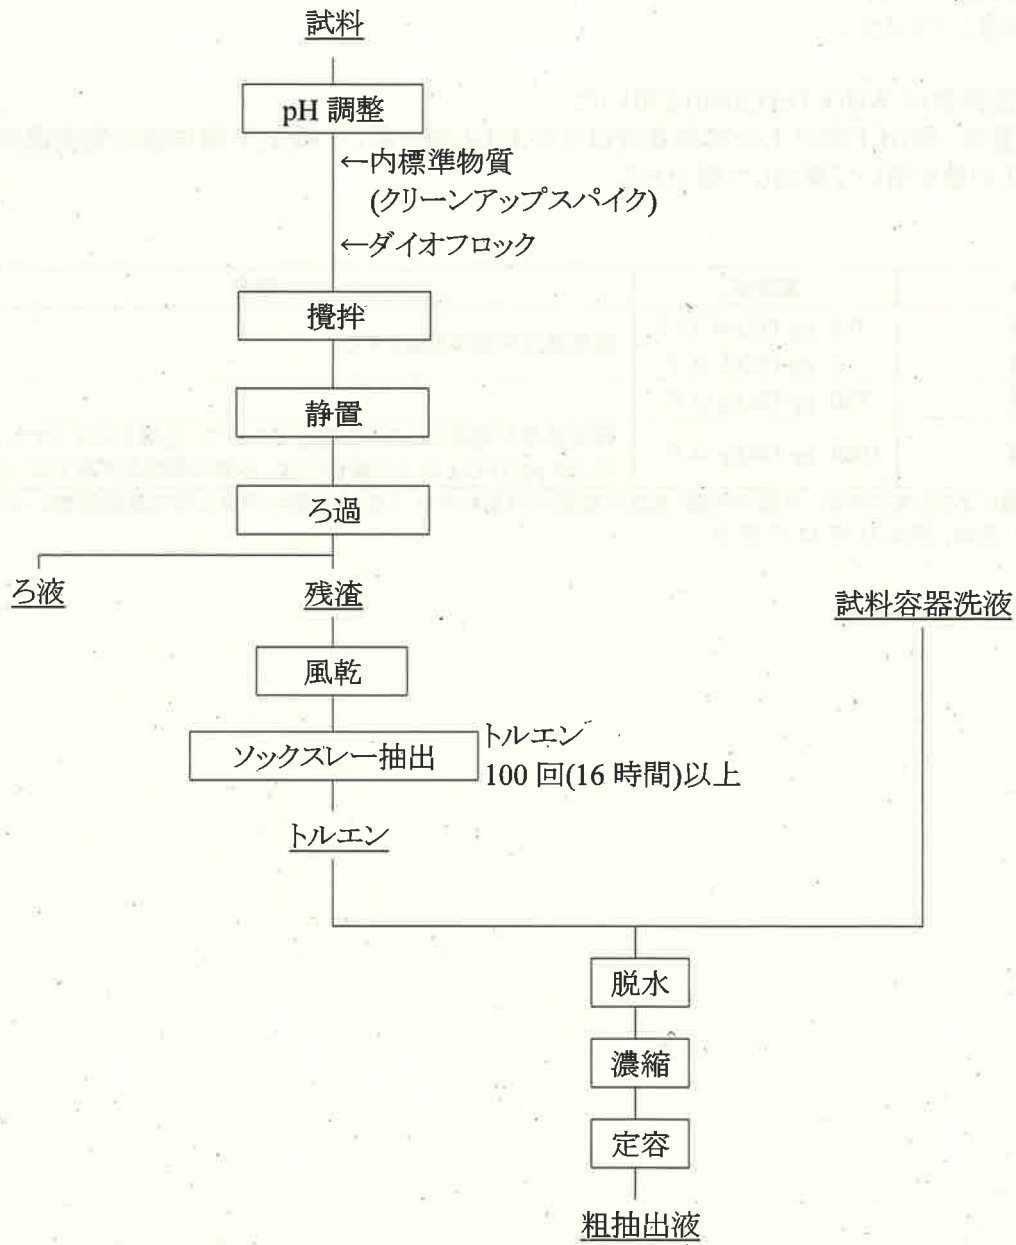 試料
pH 調整
←内標準物質
(クリーンアップスパイク)
←ダイオフロック
攪拌
静置
ろ過
ろ液
残渣
試料容器洗液
風乾
ソックスレー抽出
トルエン
100 回(16 時間)以上
トルエン
脱水
濃縮
定容
粗抽出液